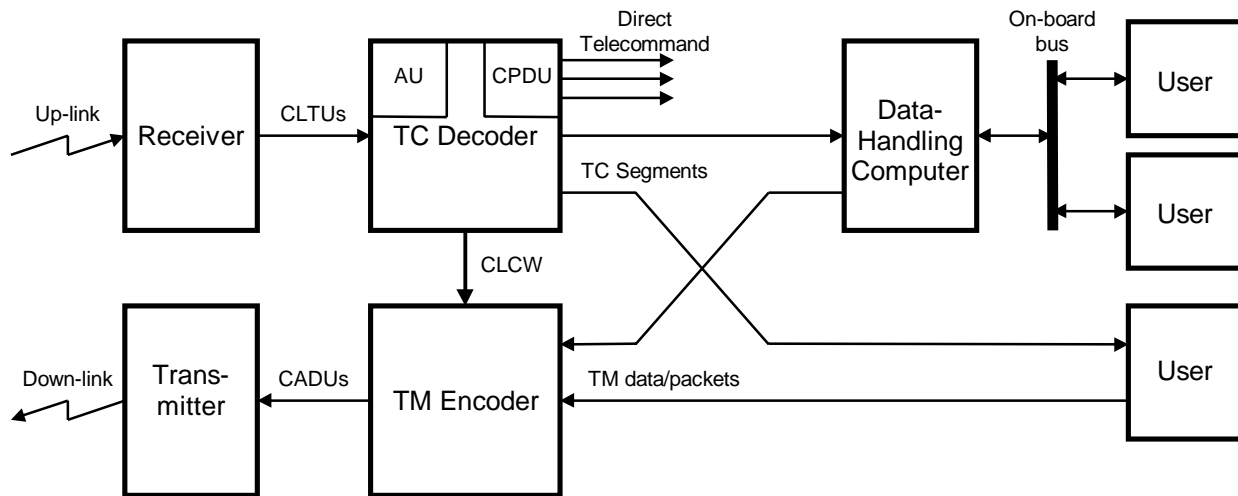 Direct
Telecommand
On-board
bus
User
AU
CPDU
Up-link
CLTUs
Receiver
TC Decoder
Data-
Handling
Computer
TC Segments
User
CLCW
Down-link
Trans-
mitter
CADUs
TM Encoder
TM data/packets
User